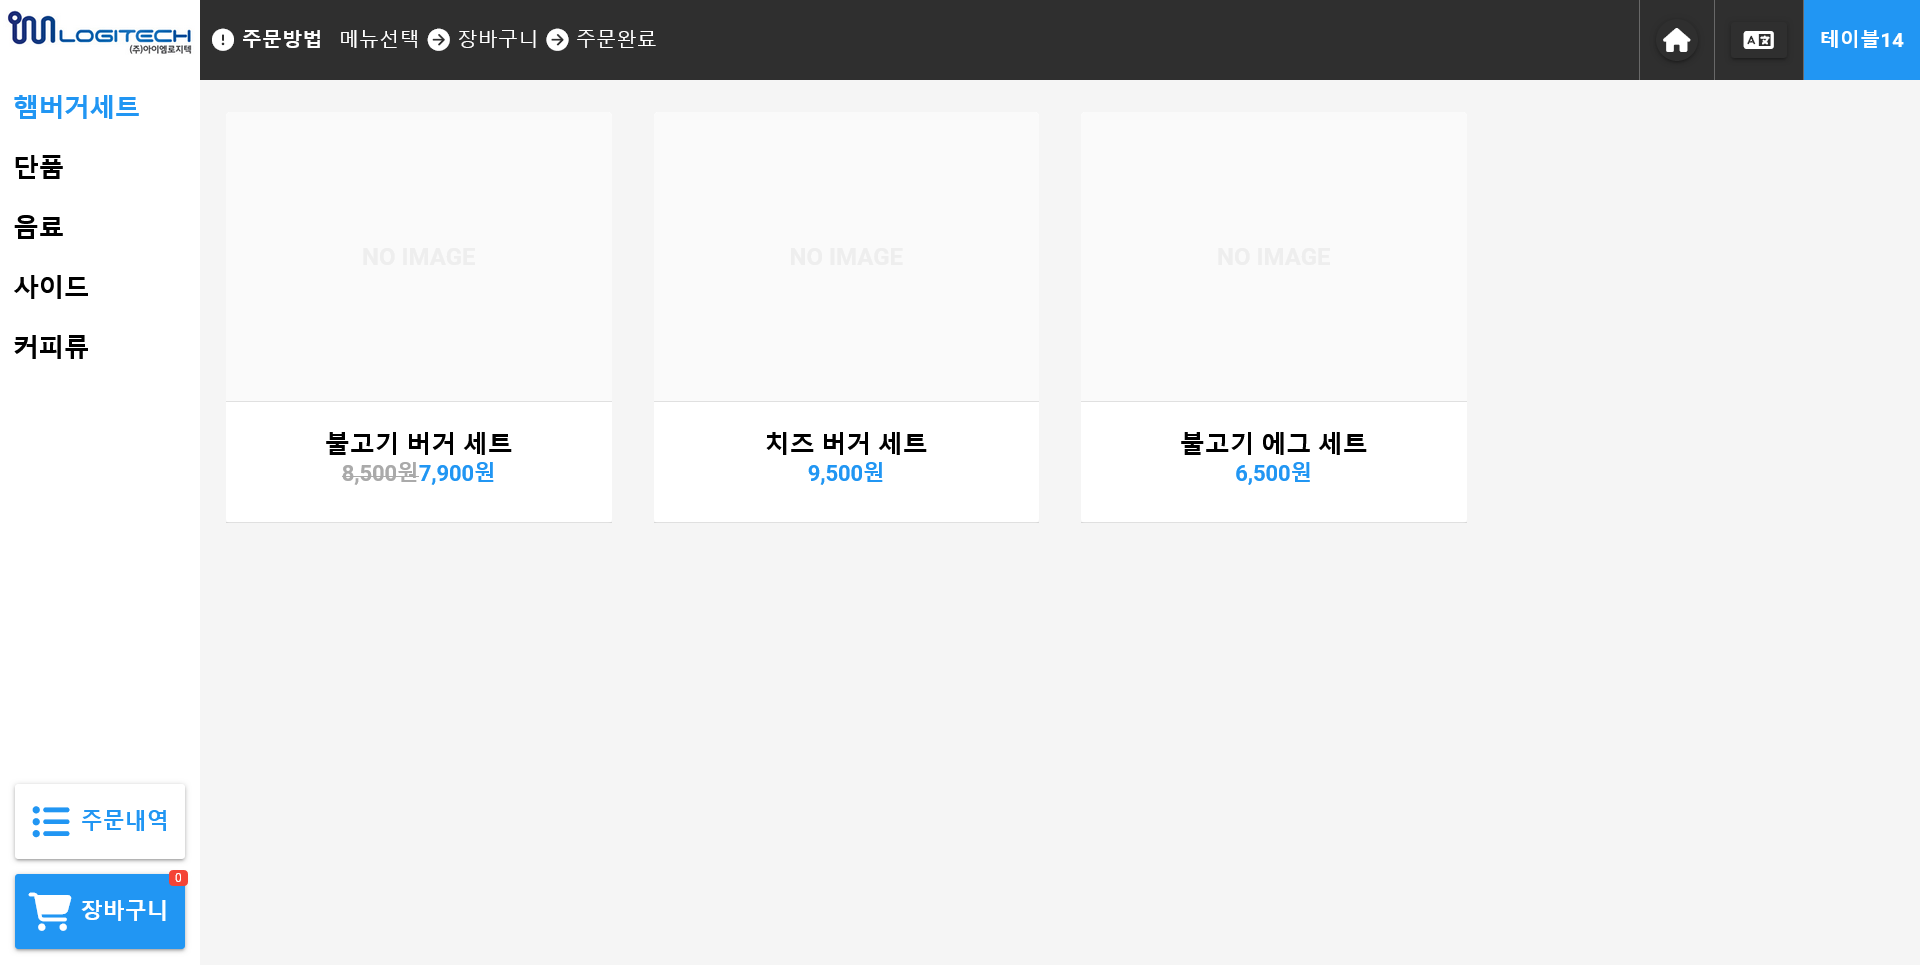 IM LOGITECH
(주)아이엠로지텍
주문방법 메뉴선택 장바구니 주문완료
테이블14
햄버거세트
단품
음료
사이드
커피류
NO IMAGE
불고기 버거 세트
8,500원7,900원
NO IMAGE
치즈 버거 세트
9,500원
NO IMAGE
불고기 에그 세트
6,500원
주문내역
0
장바구니